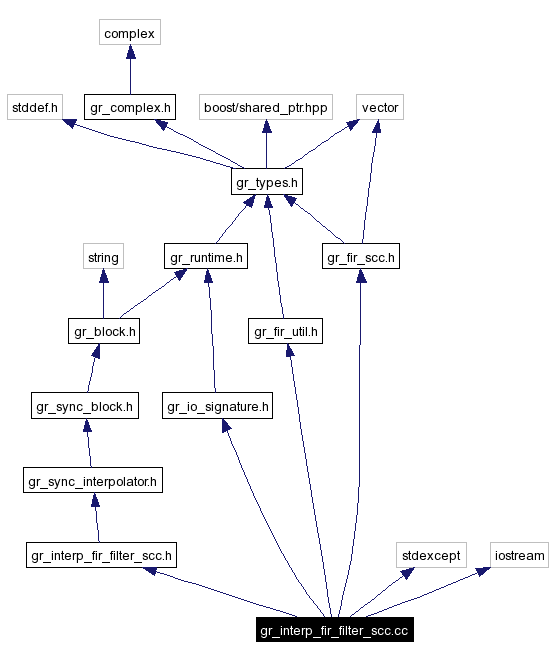 complex
stddef.h
gr_complex.h
boost/shared_ptr.hpp
vector
gr_types.h
string
gr_runtime.h
gr_fir_scc.h
gr_block.h
gr_fir_util.h
gr_sync_block.h
gr_io_signature.h
gr_sync_interpolator.h
gr_interp_fir_filter_scc.h
stdexcept
iostream
gr_interp_fir_filter_scc.cc